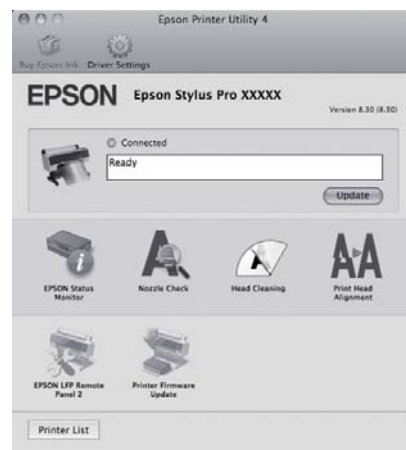 Epson Printer Utility 4
Buy Epson Ink Driver Settings
EPSON Epson Stylus Pro XXXXX
Version 8.30 (8.30)
Connected
Ready
Update
EPSON Status Monitor
Nozzle Check
Head Cleaning
Print Head Alignment
EPSON LFP Remote Panel 2
Printer Firmware Update
Printer List